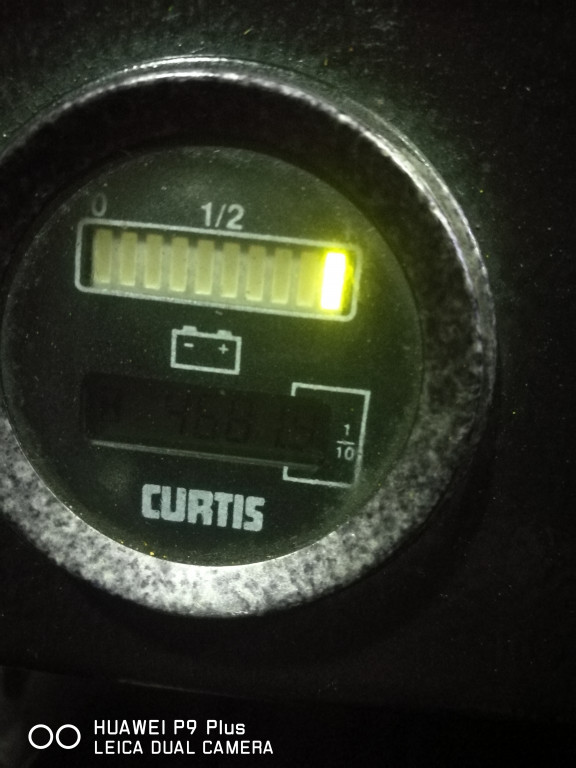 0 1/2
- +
1
10
CURTIS
HUAWEI P9 Plus
LEICA DUAL CAMERA